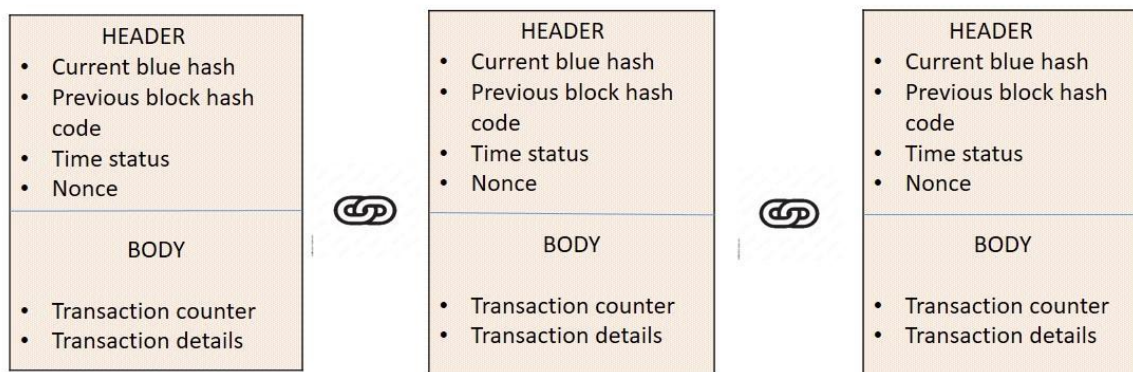 HEADER
• Current blue hash
• Previous block hash
code
• Time status
• Nonce
BODY
• Transaction counter
• Transaction details
HEADER
• Current blue hash
• Previous block hash
code
• Time status
• Nonce
BODY
• Transaction counter
• Transaction details
HEADER
• Current blue hash
• Previous block hash
code
• Time status
• Nonce
BODY
• Transaction counter
• Transaction details